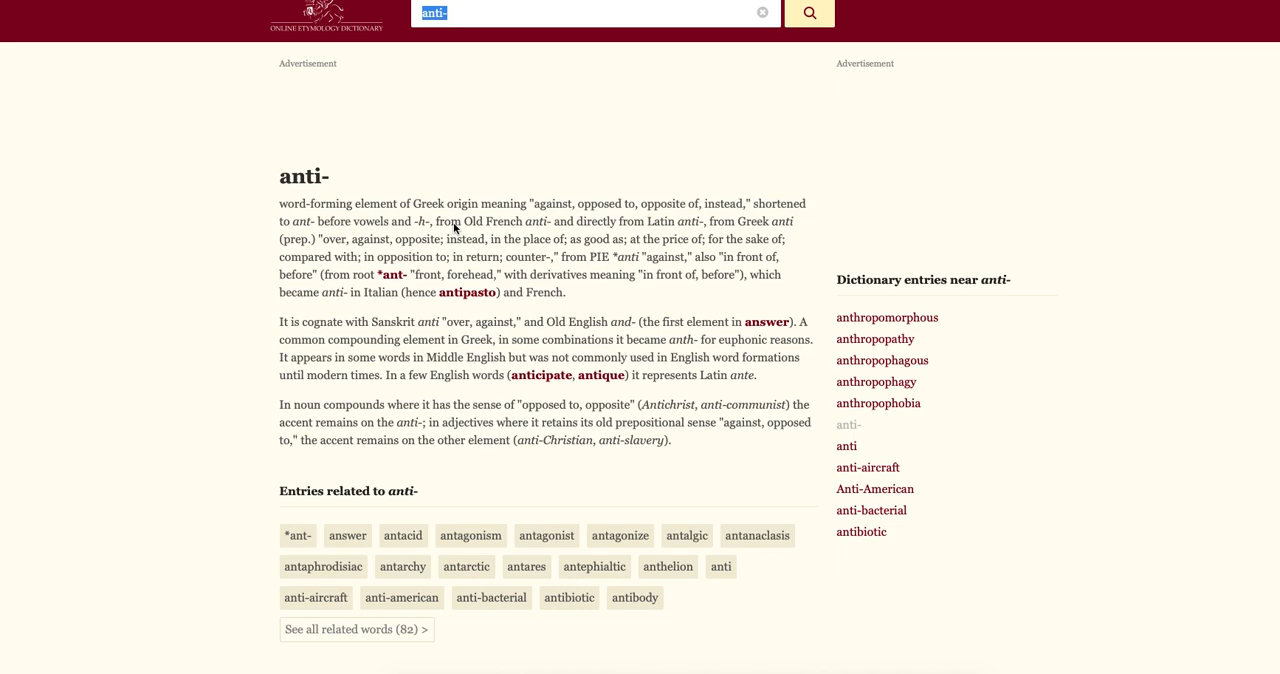 anti-
ONLINE ETYMOLOGY DICTIONARY
Advertisement
Advertisement
anti-
word-forming element of Greek origin meaning "against, opposed to, opposite of, instead," shortened
to ant- before vowels and -h-, from Old French anti- and directly from Latin anti-, from Greek anti
(prep.) "over, against, opposite; instead, in the place of; as good as; at the price of; for the sake of;
compared with; in opposition to; in return; counter-," from PIE *anti "against," also "in front of,
before" (from root *ant- "front, forehead," with derivatives meaning "in front of, before"), which
became anti- in Italian (hence antipasto) and French.
It is cognate with Sanskrit anti "over, against," and Old English and- (the first element in answer). A
common compounding element in Greek, in some combinations it became anth- for euphonic reasons.
It appears in some words in Middle English but was not commonly used in English word formations
until modern times. In a few English words (anticipate, antique) it represents Latin ante.
In noun compounds where it has the sense of "opposed to, opposite" (Antichrist, anti-communist) the
accent remains on the anti-; in adjectives where it retains its old prepositional sense "against, opposed
to," the accent remains on the other element (anti-Christian, anti-slavery).
Entries related to anti-
*ant- answer antacid antagonism antagonist antagonize antalgic antanaclasis
antaphrodisiac antarchy antarctic antares antephialtic anthelion anti
anti-aircraft anti-american anti-bacterial antibiotic antibody
See all related words (82) >
Dictionary entries near anti-
anthropomorphous
anthropopathy
anthropophagous
anthropophagy
anthropophobia
anti-
anti
anti-aircraft
Anti-American
anti-bacterial
antibiotic